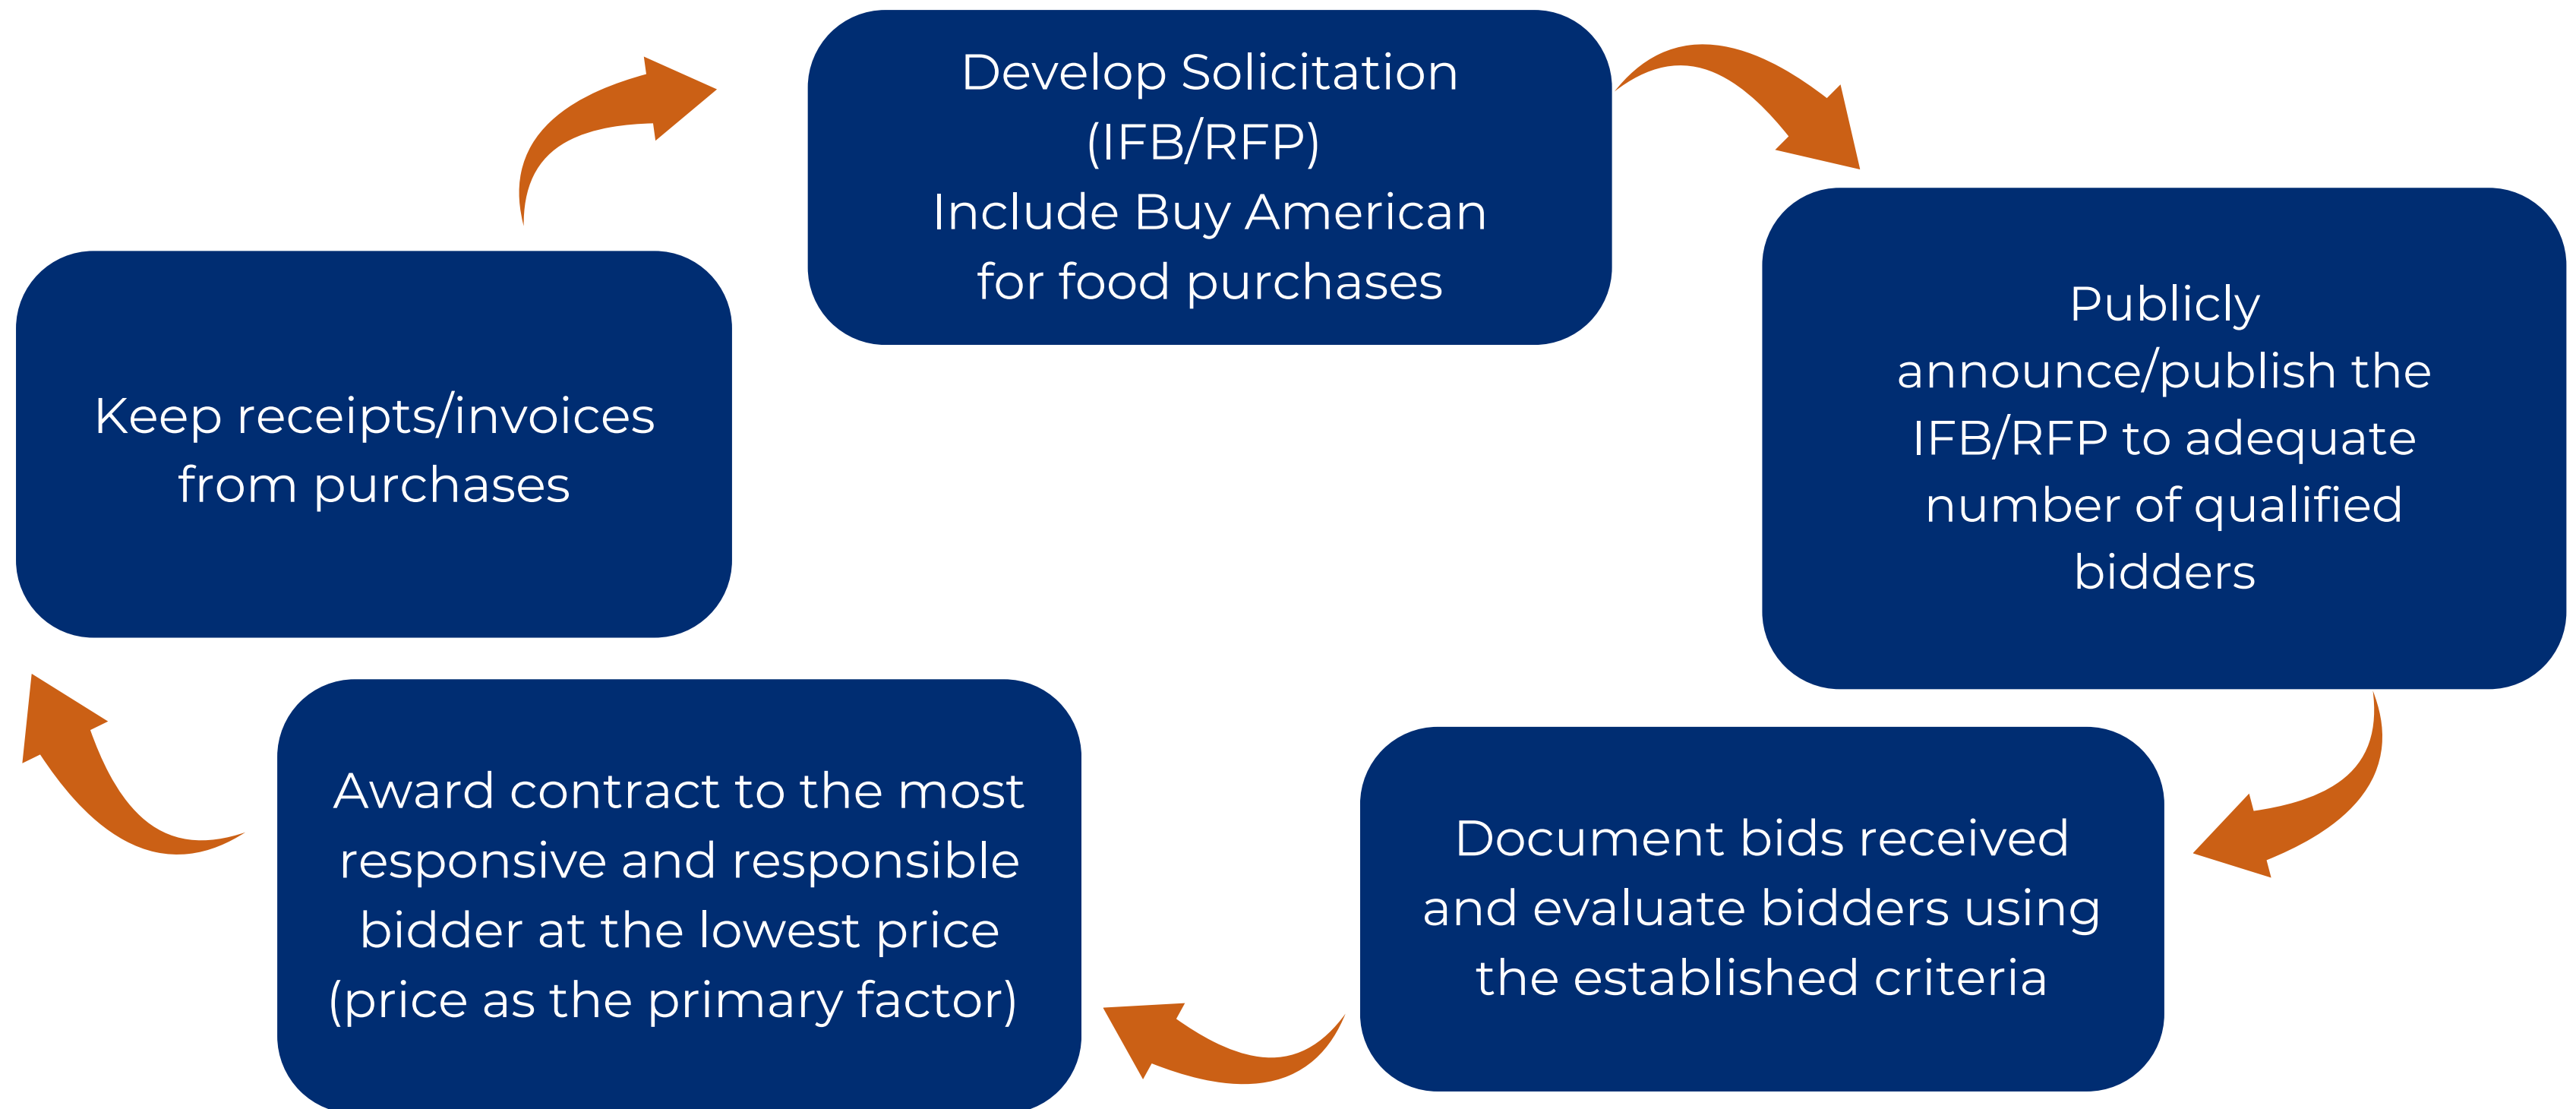 Develop Solicitation
(IFB/RFP)
Include Buy American
for food purchases
Publicly
announce/publish the
IFB/RFP to adequate
number of qualified
bidders
Document bids received
and evaluate bidders using
the established criteria
Award contract to the most
responsive and responsible
bidder at the lowest price
(price as the primary factor)
Keep receipts/invoices
from purchases